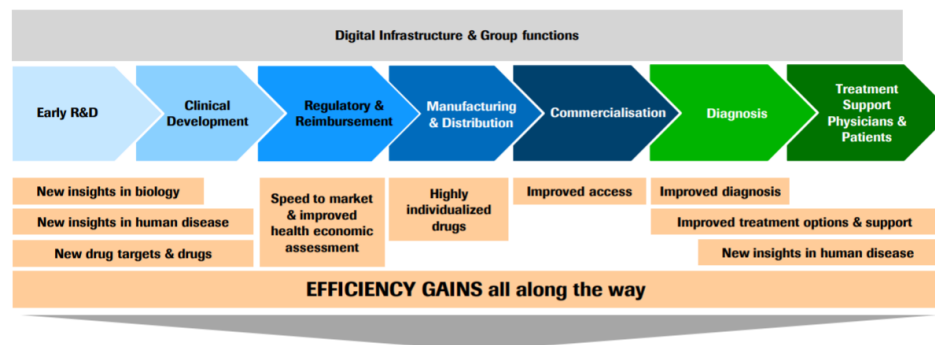 Digital Infrastructure & Group functions
Early R&D
Clinical
Development
Regulatory &
Reimbursement
Manufacturing
& Distribution
Commercialisation
Diagnosis
Treatment
Support
Physicians &
Patients
New insights in biology
New insights in human disease
New drug targets & drugs
Speed to market
& improved
health economic
assessment
Highly
individualized
drugs
Improved access
Improved diagnosis
Improved treatment options & support
New insights in human disease
EFFICIENCY GAINS all along the way